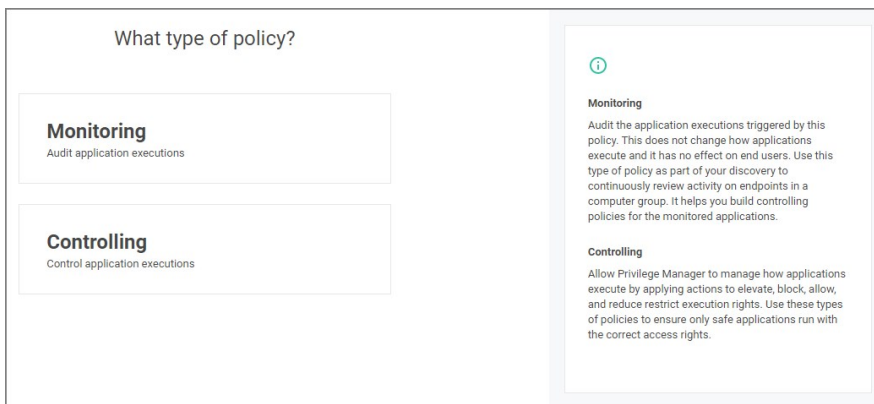 What type of policy?
Monitoring
Audit application executions
Controlling
Control application executions
Monitoring
Audit the application executions triggered by this
policy. This does not change how applications
execute and it has no effect on end users. Use this
type of policy as part of your discovery to
continuously review activity on endpoints in a
computer group. It helps you build controlling
policies for the monitored applications.
Controlling
Allow Privilege Manager to manage how applications
execute by applying actions to elevate, block, allow,
and reduce restrict execution rights. Use these types
of policies to ensure only safe applications run with
the correct access rights.